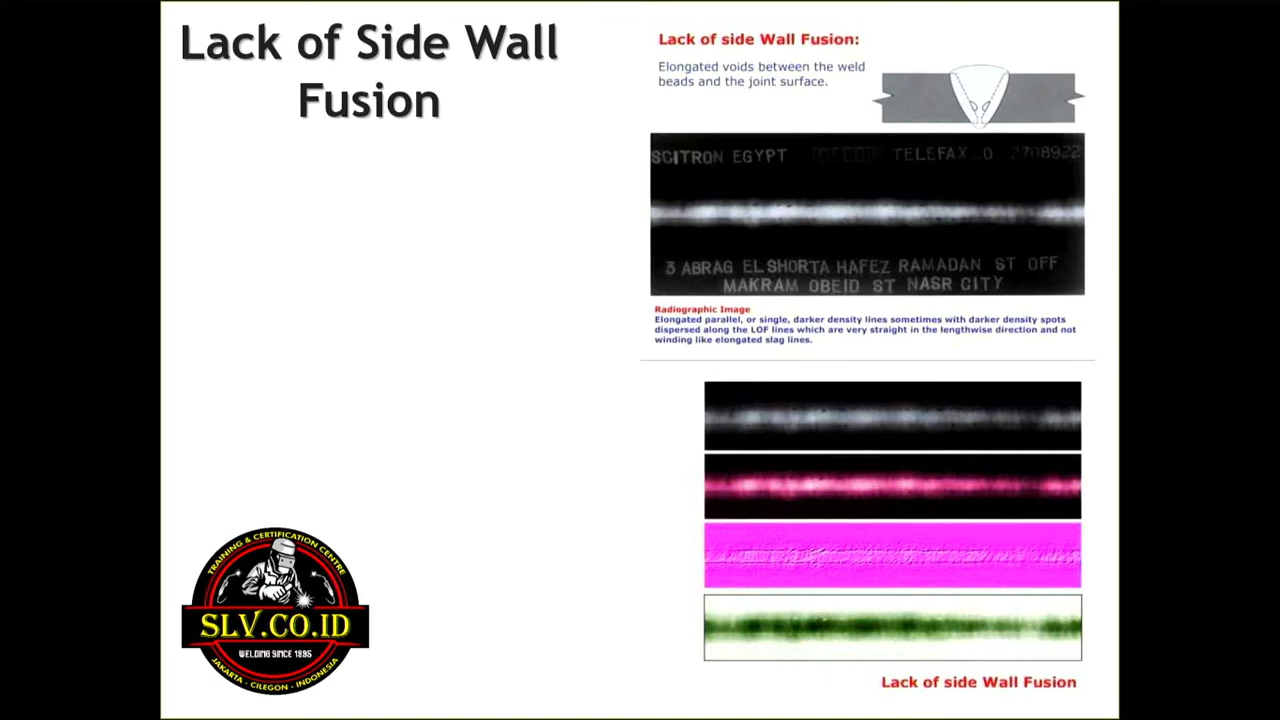 Lack of Side Wall
Fusion
Lack of side Wall Fusion:
Elongated voids between the weld
beads and the joint surface.
SCITRON EGYPT TELEFAX 0 2708922
3 ABRAG EL SHORTA HAFEZ RAMADAN ST OFF
MAKRAM OBEID ST NASR CITY
Radiographic Image
Elongated parallel, or single, darker density lines sometimes with darker density spots
dispersed along the LOF lines which are very straight in the lengthwise direction and not
winding like elongated slag lines.
TRAINING & CERTIFICATION CENTRE
SLV.CO.ID
WELDING SINCE 1995
JAKARTA - CILEGON - INDONESIA
Lack of side Wall Fusion